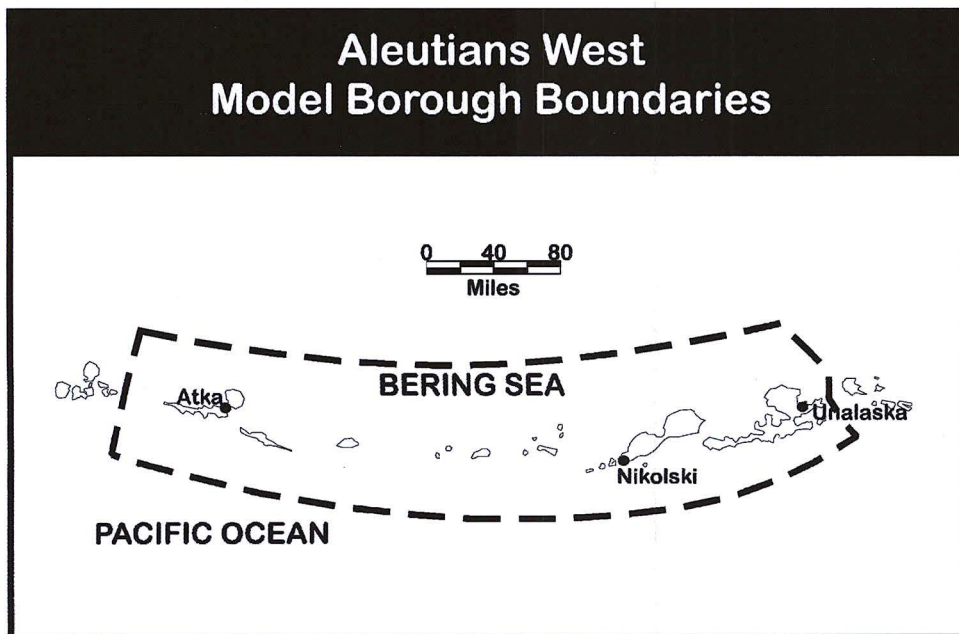 Aleutians West
Model Borough Boundaries
0 40 80
Miles
BERING SEA
Atka
Unalaska
Nikolski
PACIFIC OCEAN